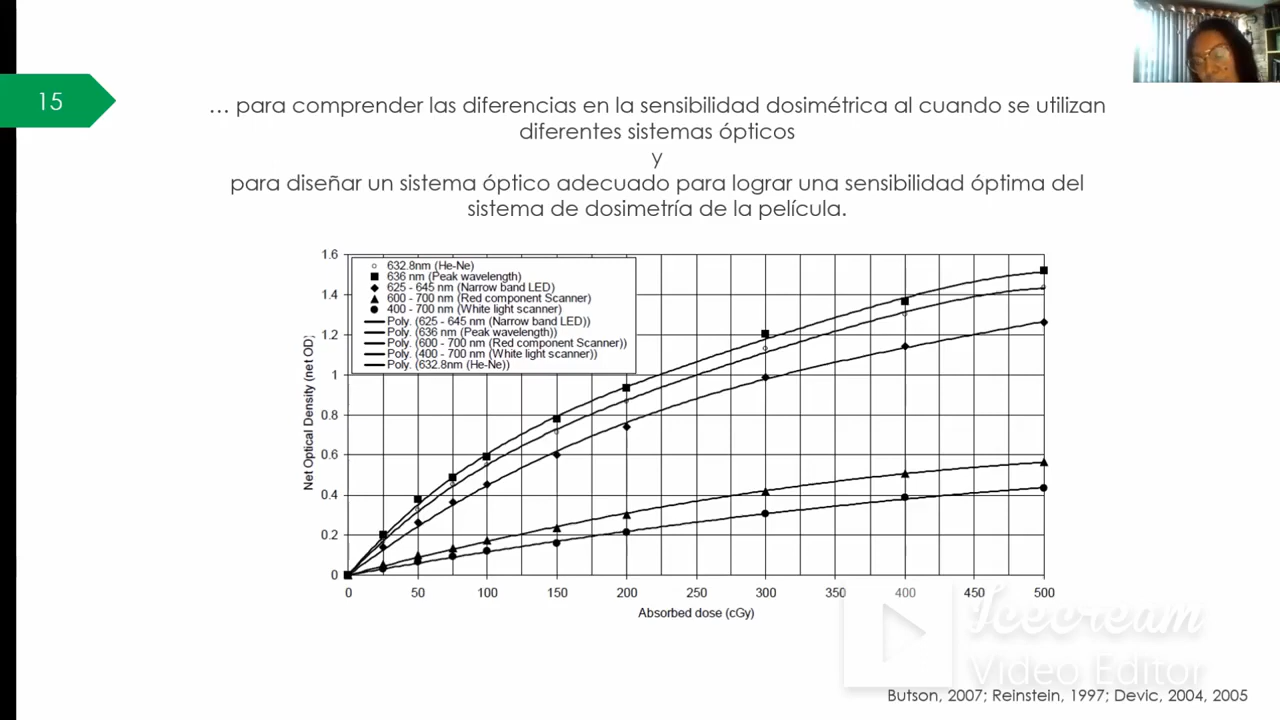 15
… para comprender las diferencias en la sensibilidad dosimétrica al cuando se utilizan
diferentes sistemas ópticos
y
para diseñar un sistema óptico adecuado para lograr una sensibilidad óptima del
sistema de dosimetría de la película.
632.8nm (He-Ne)
636 nm (Peak wavelength)
625 - 645 nm (Narrow band LED)
600 - 700 nm (Red component Scanner)
400 - 700 nm (White light scanner)
Poly. (625 - 645 nm (Narrow band LED))
Poly. (636 nm (Peak wavelength))
Poly. (600 - 700 nm (Red component Scanner))
Poly. (400 - 700 nm (White light scanner))
Poly. (632.8nm (He-Ne))
Net Optical Density (net OD)
1.6
1.4
1.2
1
0.8
0.6
0.4
0.2
0
0 50 100 150 200 250 300 350 400 450 500
Absorbed dose (cGy)
Icecream
Video Editor
Butson, 2007; Reinstein, 1997; Devic, 2004, 2005